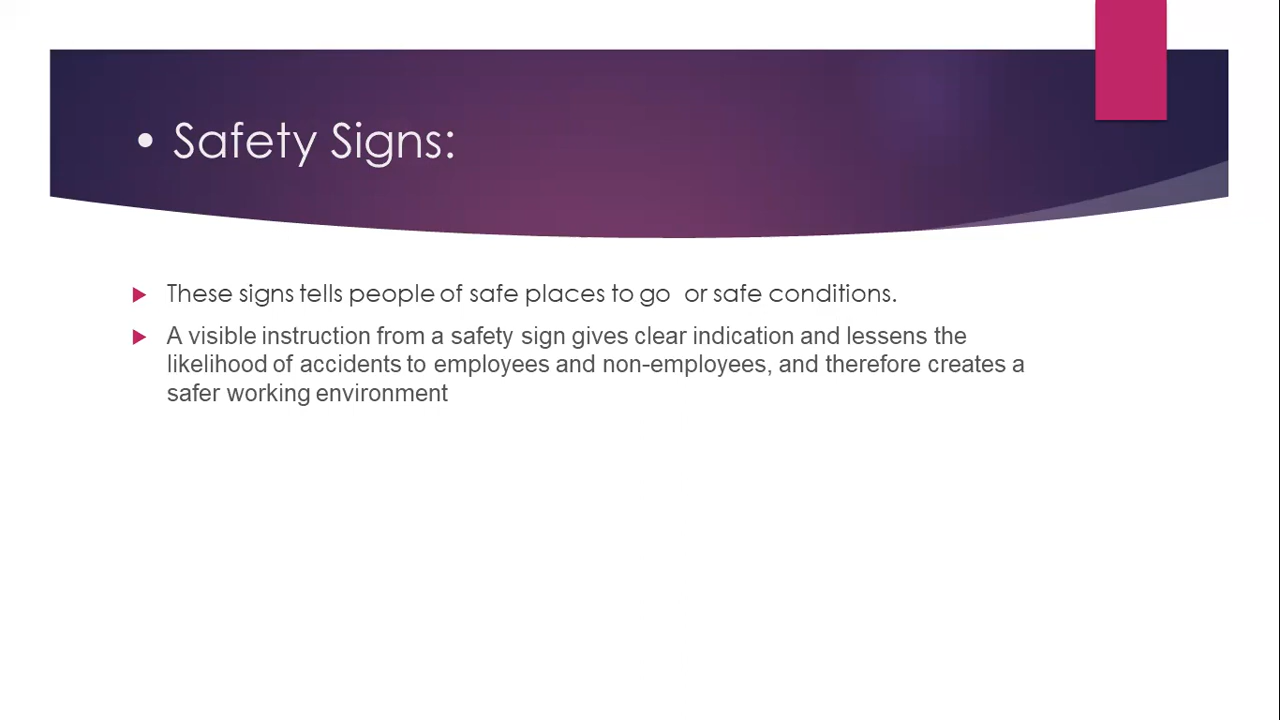 • Safety Signs:
These signs tells people of safe places to go or safe conditions.
A visible instruction from a safety sign gives clear indication and lessens the
likelihood of accidents to employees and non-employees, and therefore creates a
safer working environment